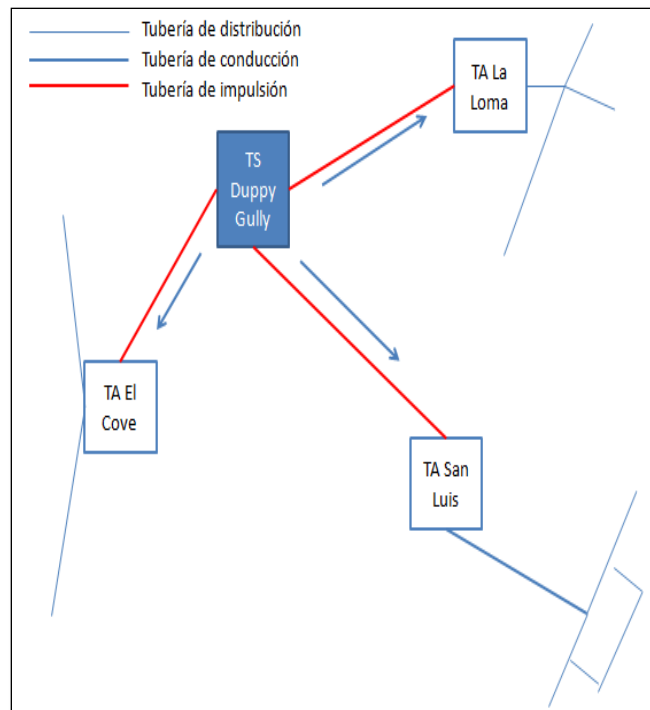 Tubería de distribución
Tubería de conducción
Tubería de impulsión
TA La
Loma
TS
Duppy
Gully
TA El
Cove
TA San
Luis